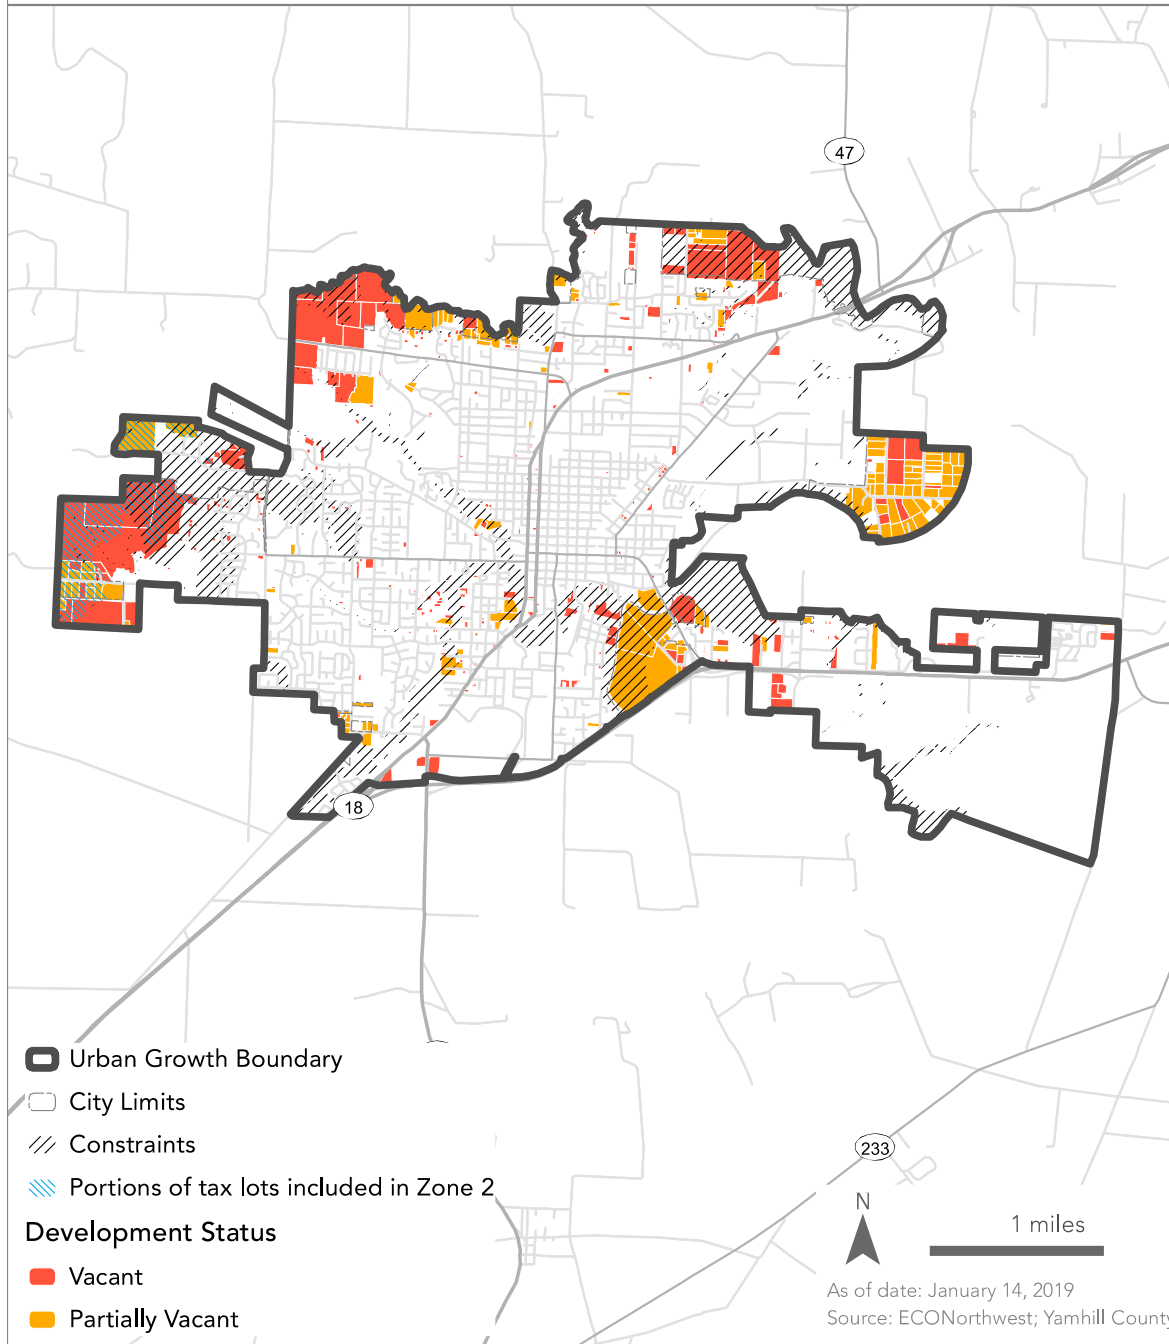 47
18
Urban Growth Boundary
City Limits
Constraints
Portions of tax lots included in Zone 2
Development Status
Vacant
Partially Vacant
233
N
1 miles
As of date: January 14, 2019
Source: ECONorthwest; Yamhill County